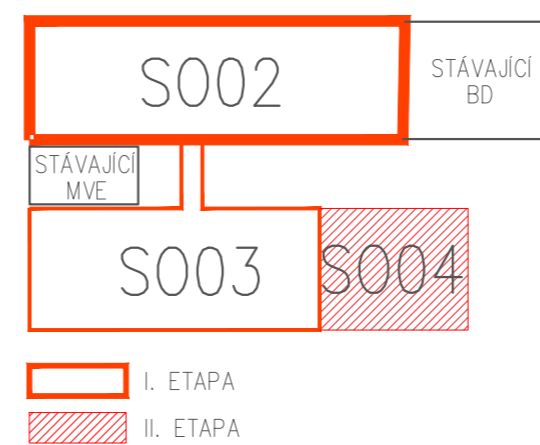 SO02
STÁVAJÍCÍ
BD
STÁVAJÍCÍ
MVE
SO03
SO04
I. ETAPA
II. ETAPA